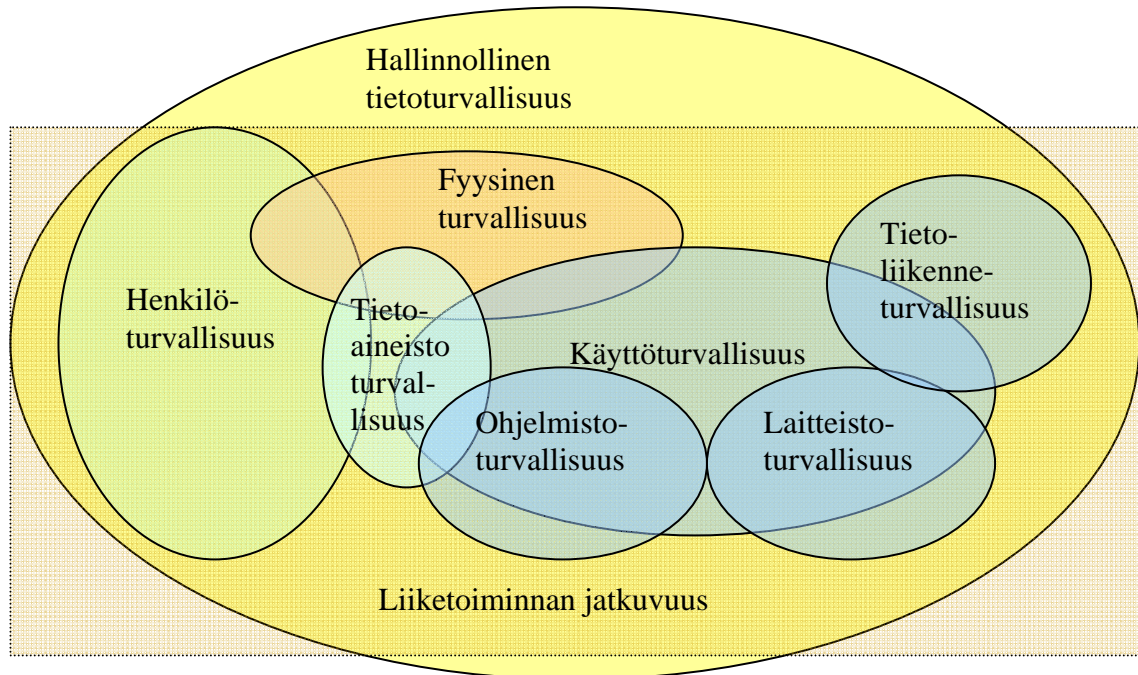 Hallinnollinen
tietoturvallisuus
Fyysinen
turvallisuus
Tieto-
liikenne-
turvallisuus
Henkilö-
turvallisuus
Tieto-
aineisto
turval-
lisuus
Käyttöturvallisuus
Ohjelmisto-
turvallisuus
Laitteisto-
turvallisuus
Liiketoiminnan jatkuvuus